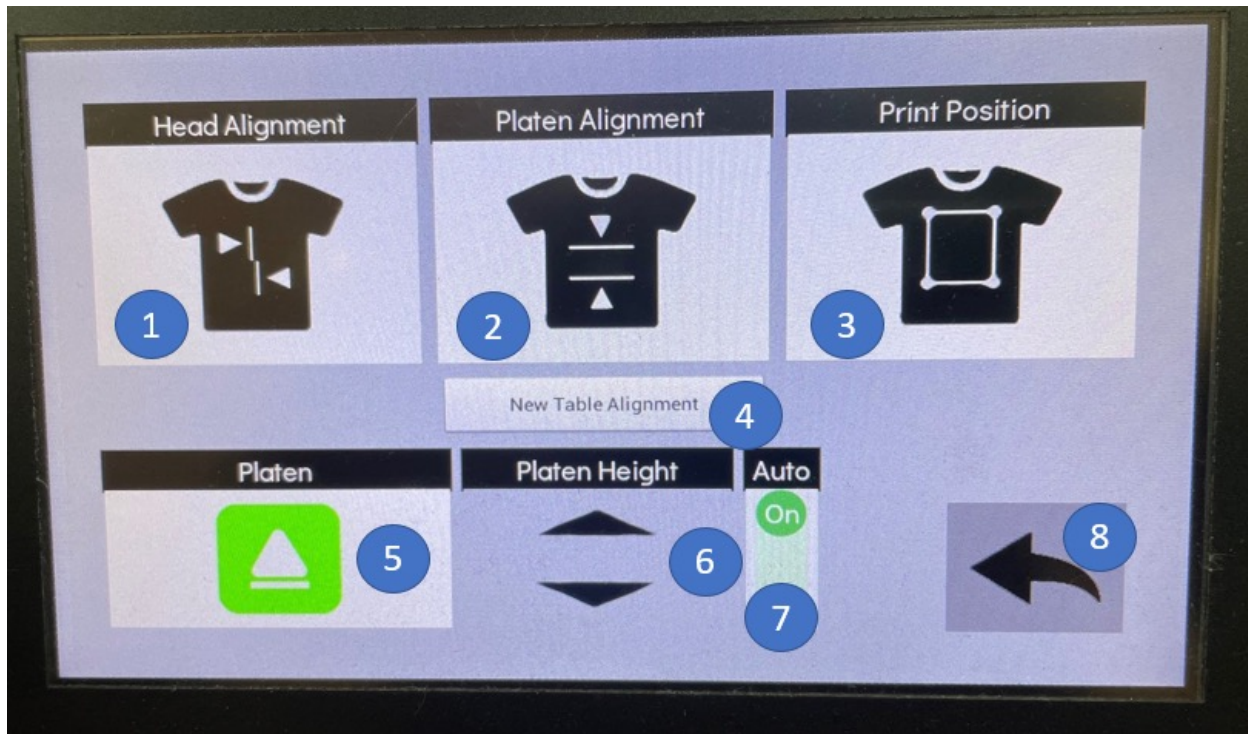 Head Alignment
Platen Alignment
Print Position
1
2
3
New Table Alignment
4
Platen
Platen Height
Auto
On
5
6
7
8